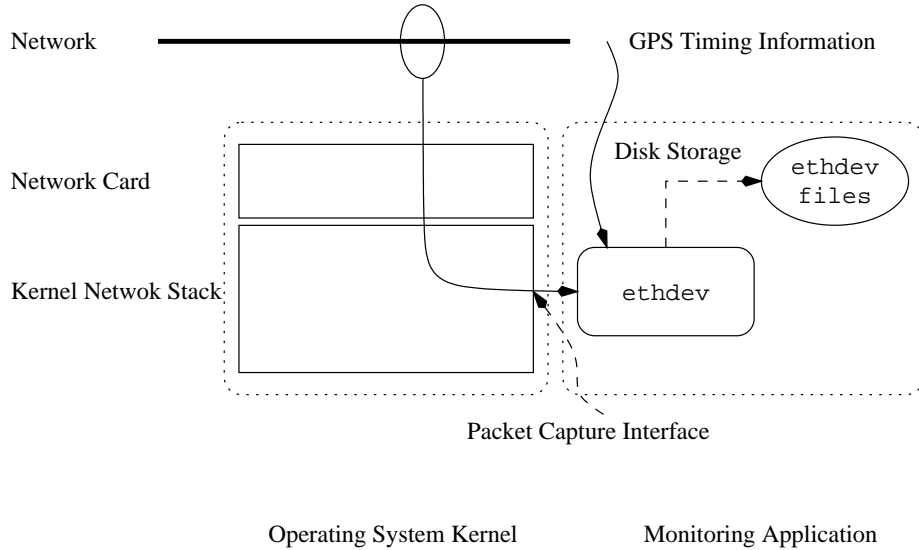 Network
GPS Timing Information
Disk Storage
ethdev
files
Network Card
Kernel Netwok Stack
ethdev
Packet Capture Interface
Operating System Kernel
Monitoring Application